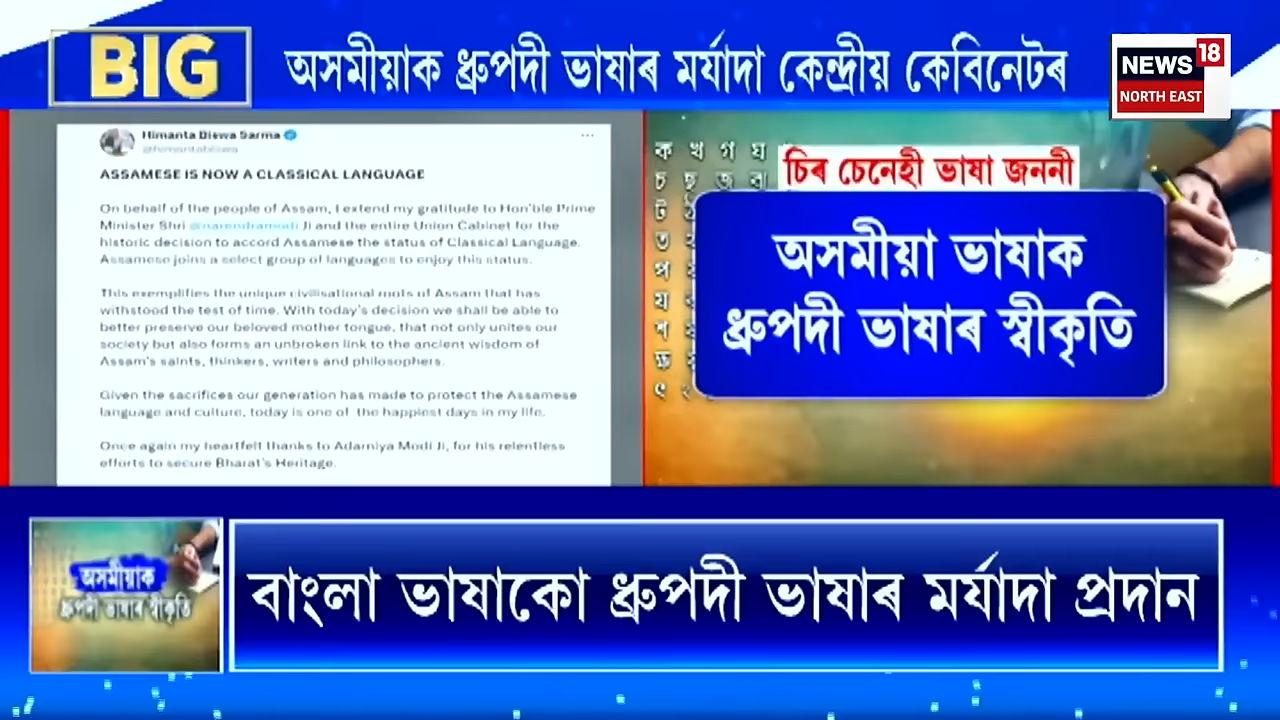 BIG
অসমীয়াক ধ্ৰুপদী ভাষাৰ মৰ্যাদা কেন্দ্ৰীয় কেবিনেটৰ
NEWS 18
NORTH EAST
Himanta Biswa Sarma
@himantabiswa
ASSAMESE IS NOW A CLASSICAL LANGUAGE
On behalf of the people of Assam, I extend my gratitude to Hon'ble Prime
Minister Shri @narendramodi Ji and the entire Union Cabinet for the
historic decision to accord Assamese the status of Classical Language.
Assamese joins a select group of languages to enjoy this status.
This exemplifies the unique civilisational roots of Assam that has
withstood the test of time. With today's decision we shall be able to
better preserve our beloved mother tongue, that not only unites our
society but also forms an unbroken link to the ancient wisdom of
Assam's saints, thinkers, writers and philosophers.
Given the sacrifices our generation has made to protect the Assamese
language and culture, today is one of the happiest days in my life.
Once again my heartfelt thanks to Adarniya Modi Ji, for his relentless
efforts to secure Bharat's Heritage.
ক খ গ ঘ
চ ছ জ ঝ
ট
ত
প
য
শ
ক্ষ
ৎ
চিৰ চেনেহী ভাষা জননী
অসমীয়া ভাষাক
ধ্ৰুপদী ভাষাৰ স্বীকৃতি
অসমীয়াক
ধ্ৰুপদী ভাষাৰ স্বীকৃতি
বাংলা ভাষাকো ধ্ৰুপদী ভাষাৰ মৰ্যাদা প্ৰদান